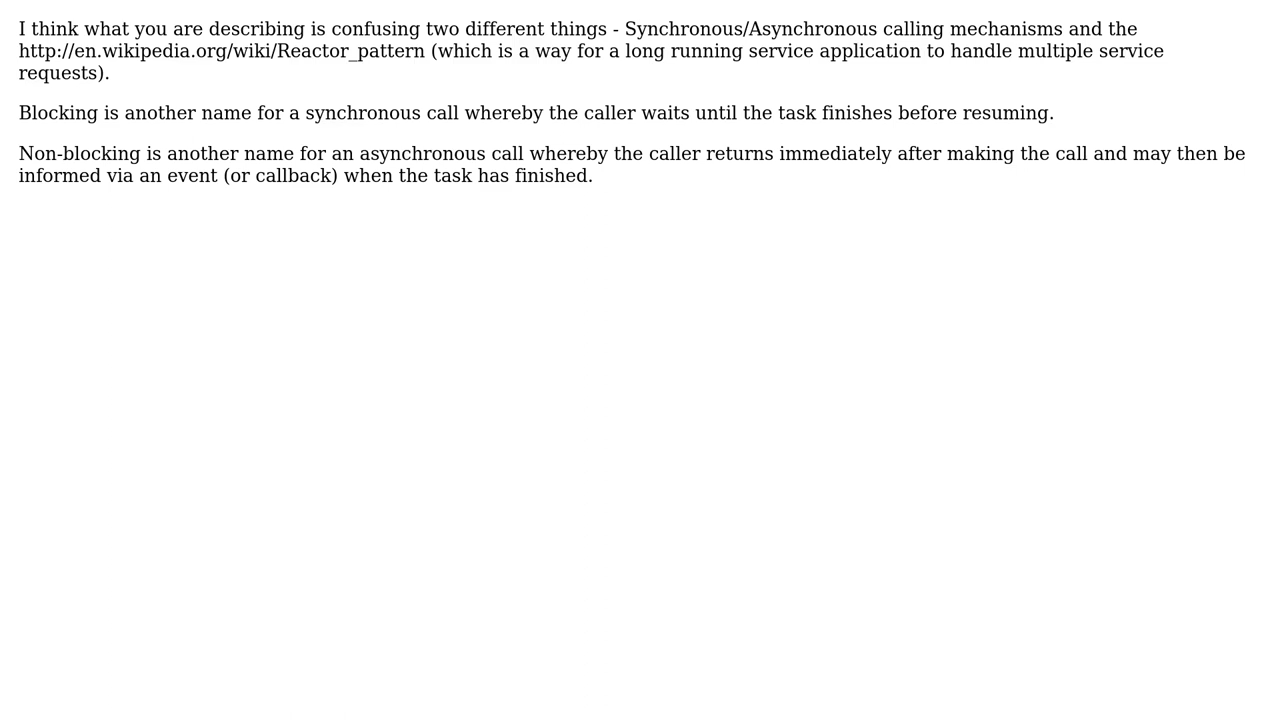 I think what you are describing is confusing two different things - Synchronous/Asynchronous calling mechanisms and the
http://en.wikipedia.org/wiki/Reactor_pattern (which is a way for a long running service application to handle multiple service
requests).
Blocking is another name for a synchronous call whereby the caller waits until the task finishes before resuming.
Non-blocking is another name for an asynchronous call whereby the caller returns immediately after making the call and may then be
informed via an event (or callback) when the task has finished.